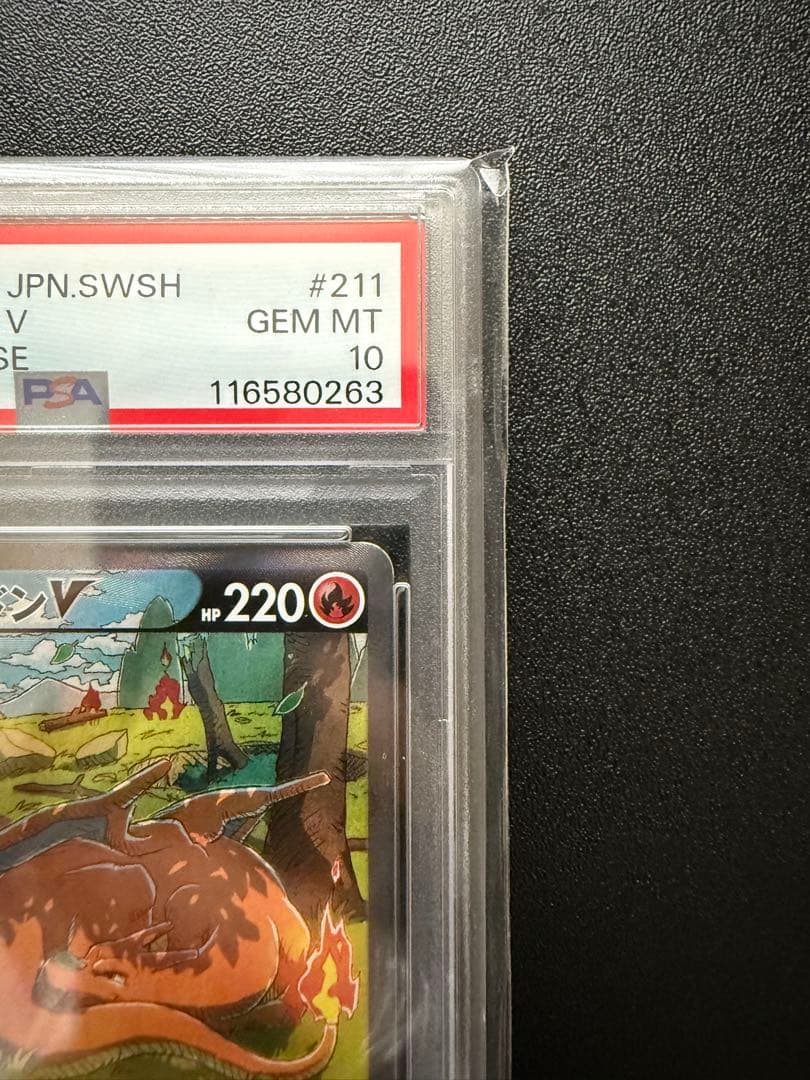 JPN.SWSH #211
V GEM MT
SE 10
PSA 116580263
ンV HP 220